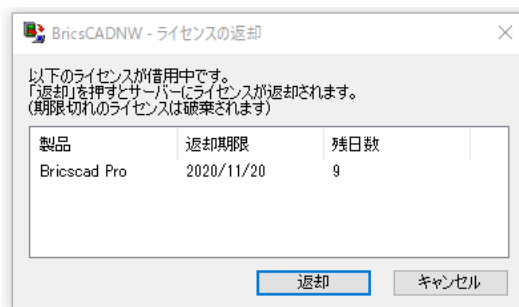 BricsCADNW - ライセンスの返却
以下のライセンスが借用中です。
「返却」を押すとサーバーにライセンスが返却されます。
(期限切れのライセンスは破棄されます)
製品 返却期限 残日数
Bricscad Pro 2020/11/20 9
返却 キャンセル